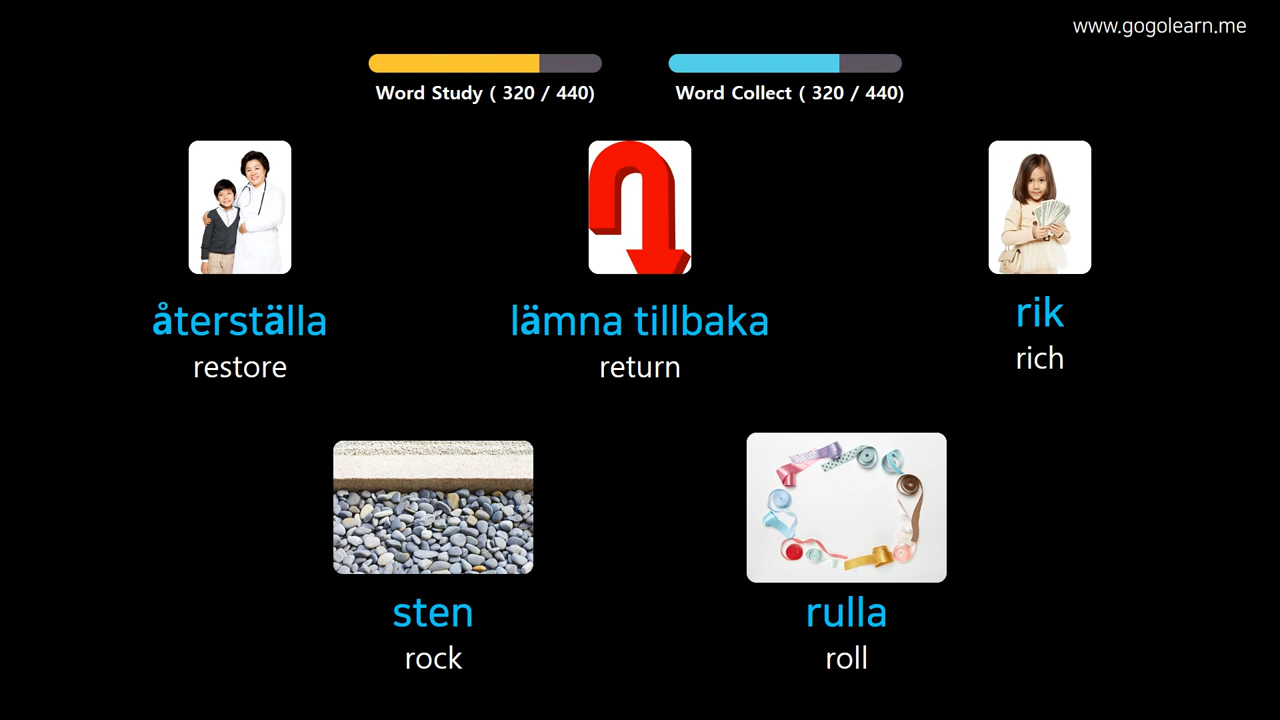 www.gogolearn.me
Word Study ( 320 / 440)
Word Collect ( 320 / 440)
återställa
restore
lämna tillbaka
return
rik
rich
sten
rock
rulla
roll